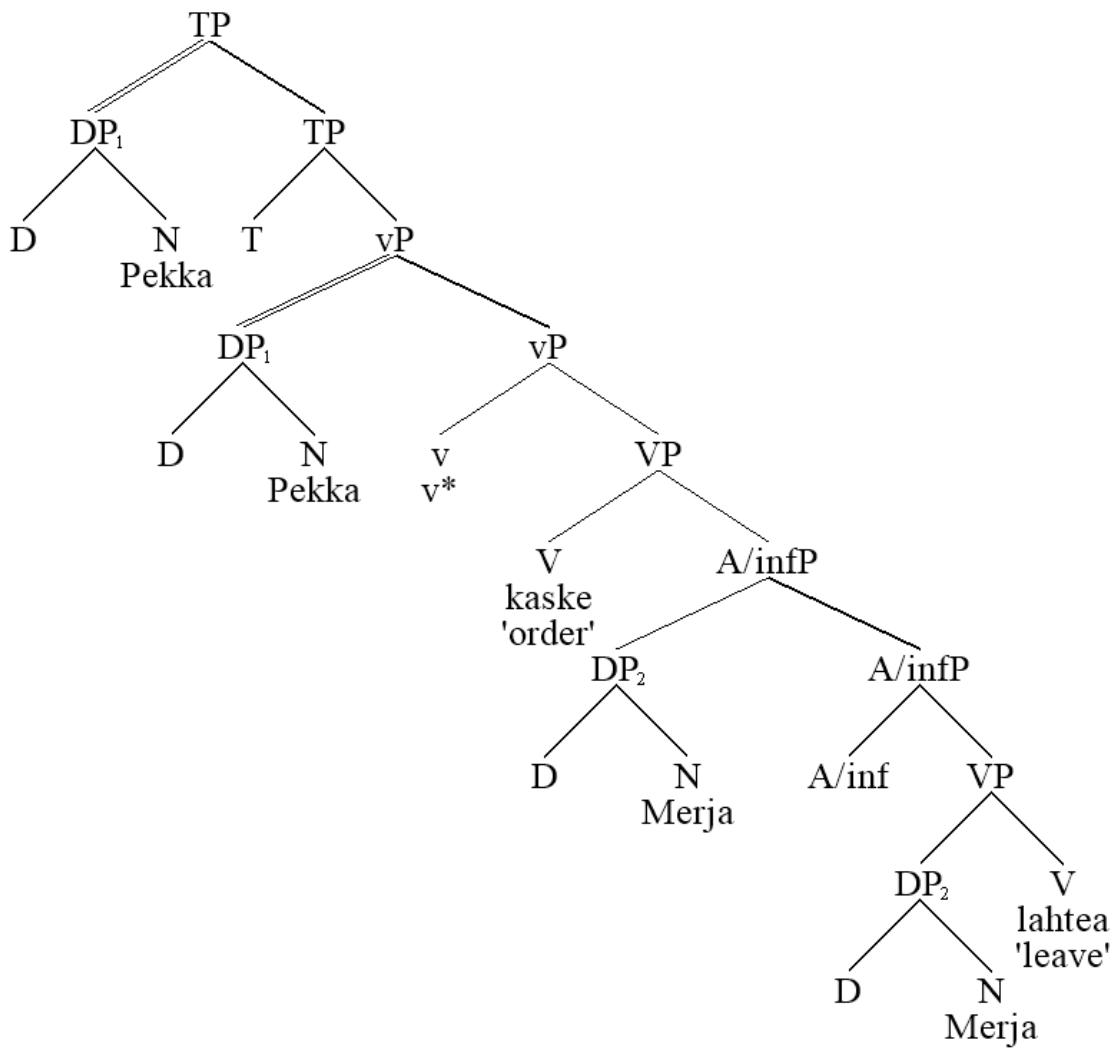 TP
DP₁ TP
D N T vP
Pekka
DP₁ vP
D N v VP
Pekka v*
V A/infP
kaske
'order'
DP₂ A/infP
D N A/inf VP
Merja
DP₂ V
lahtea
'leave'
D N
Merja